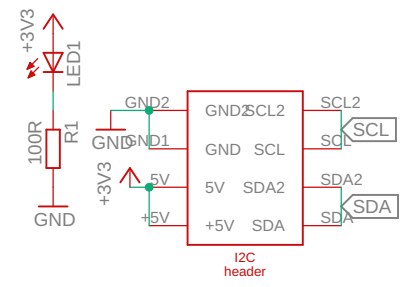 +3V3
LED1
100R
R1
GND
GND2
GND1
GND
+3V3
5V
+5V
GND2 SCL2
GND SCL
5V SDA2
+5V SDA
SCL2
SCL
SCL
SDA2
SDA
SDA
I2C
header